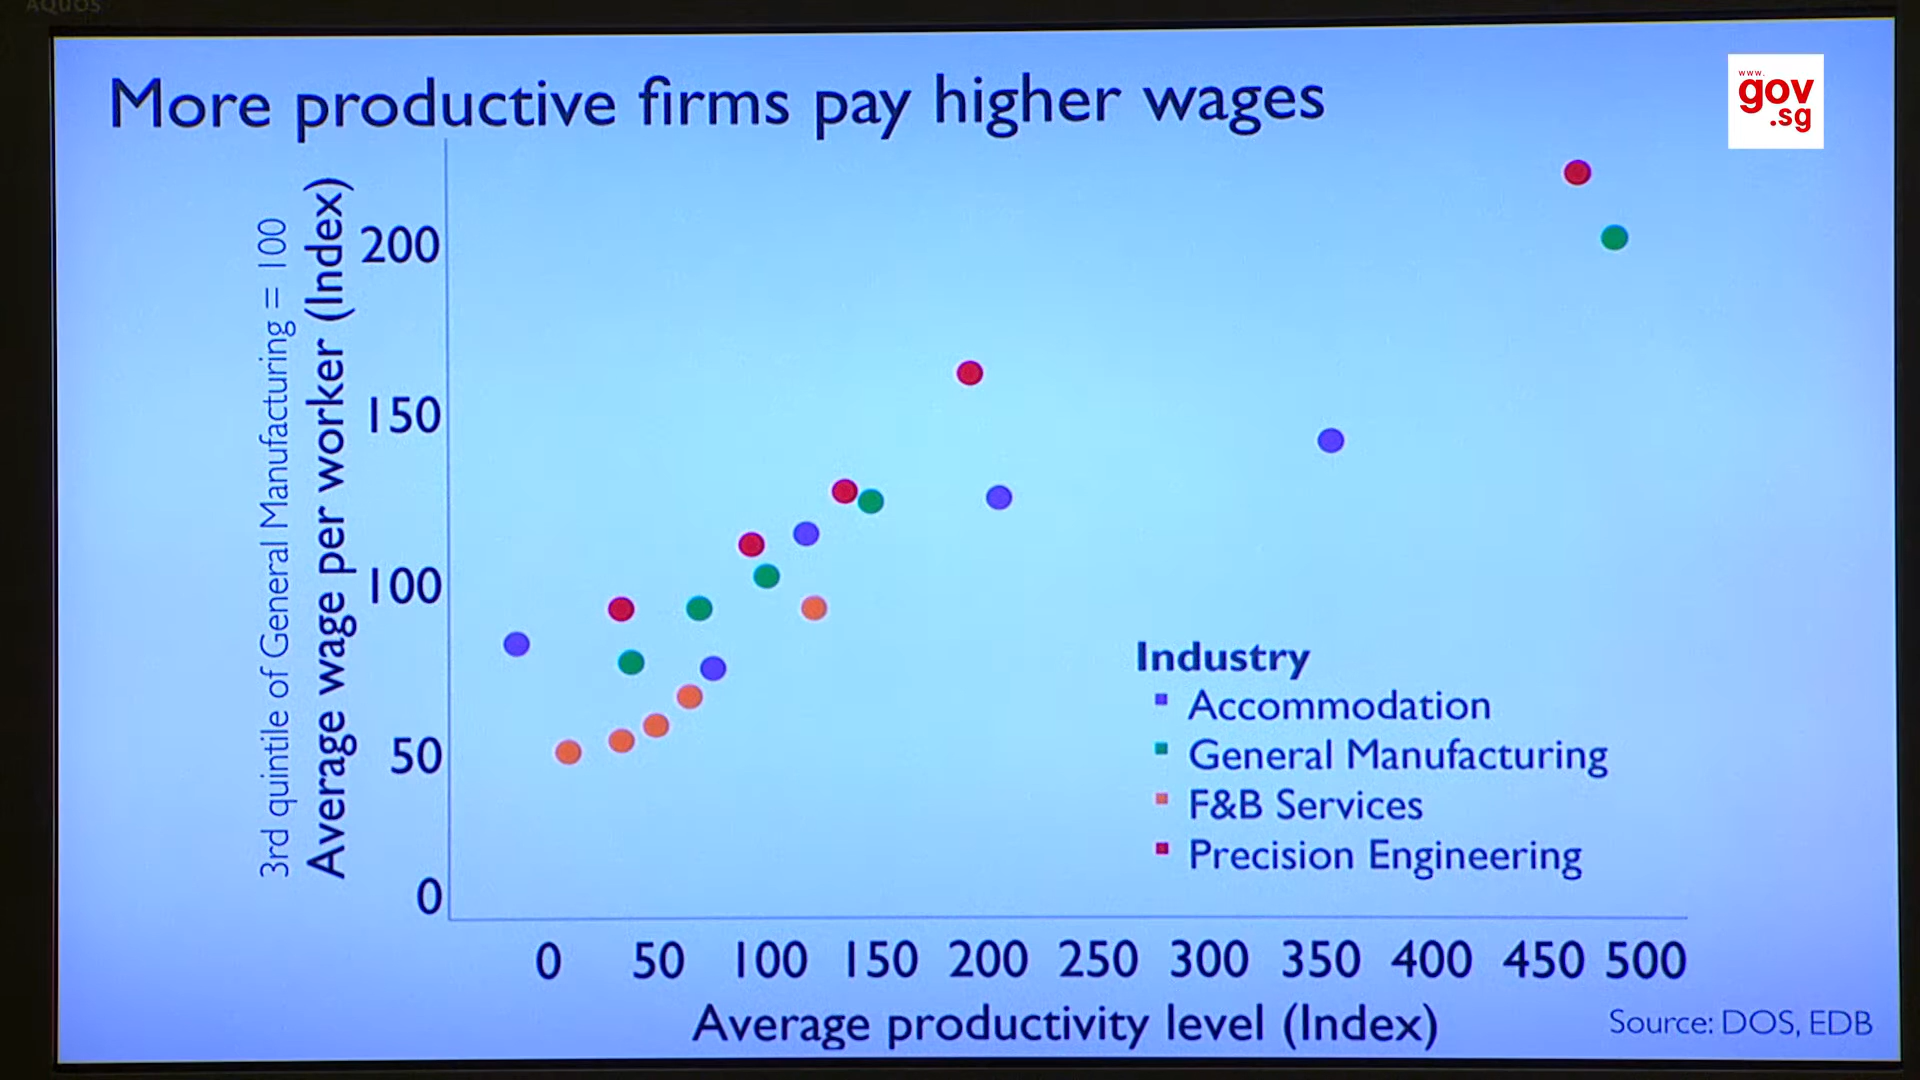 AQUOS
More productive firms pay higher wages
www.
gov
.sg
3rd quintile of General Manufacturing = 100
Average wage per worker (Index)
200
150
100
50
0
Industry
Accommodation
General Manufacturing
F&B Services
Precision Engineering
0 50 100 150 200 250 300 350 400 450 500
Average productivity level (Index)
Source: DOS, EDB